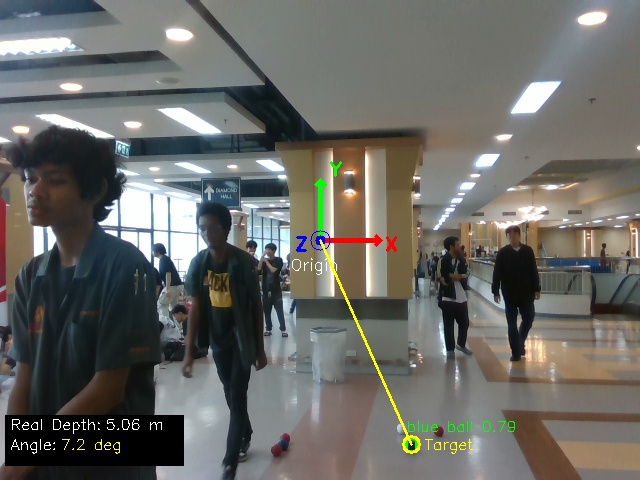 DIAMOND
HALL
Y
Z
X
Origin
blue ball 0.79
Target
Real Depth: 5.06 m
Angle: 7.2 deg